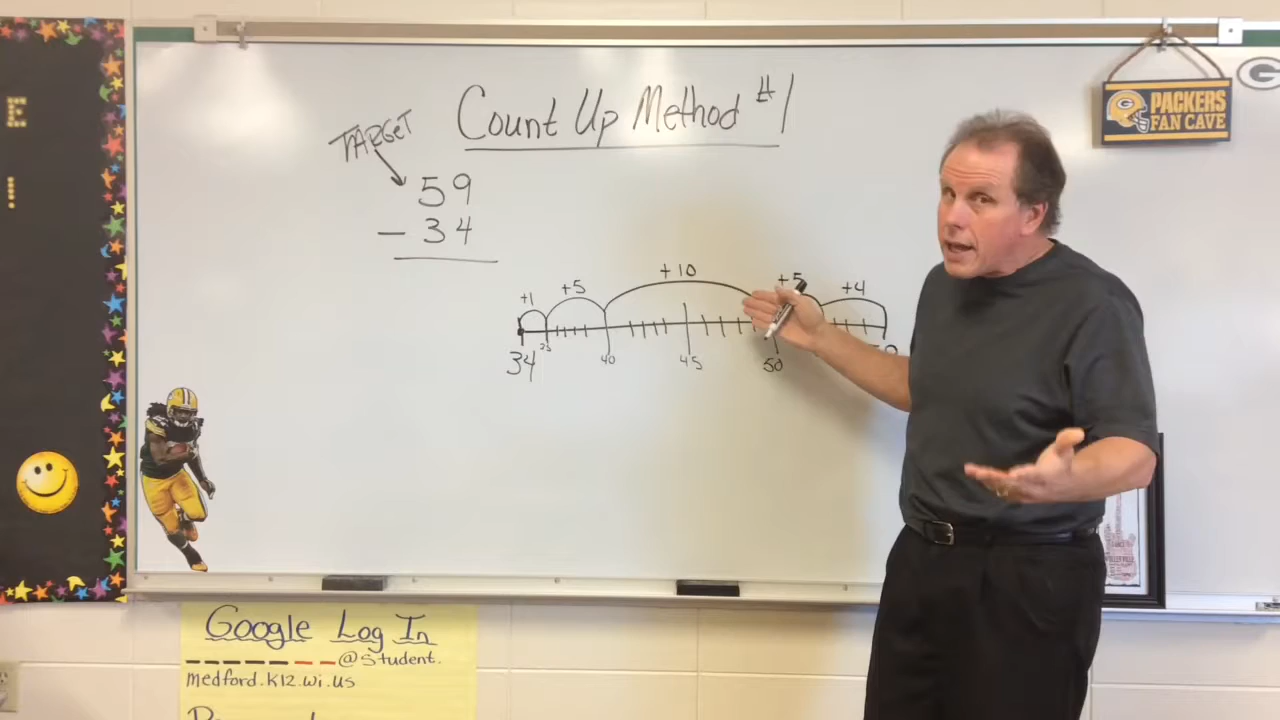 Count Up Method #1
TARGET
59
- 34
+1 +5 +10 +5 +4
34 35 40 45 50
PACKERS
FAN CAVE
G
E
!
Google Log In
@student.
medford.k12.wi.us